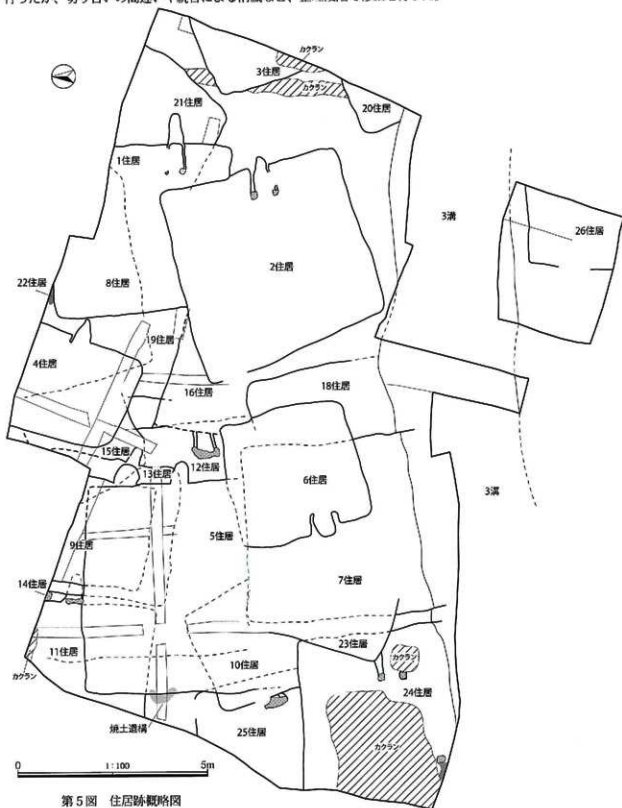 カクラン
3住居
カクラン
21住居
20住居
1住居
3溝
26住居
2住居
22住居
8住居
19住居
4住居
16住居
18住居
15住居
13住居
12住居
6住居
3溝
9住居
5住居
14住居
7住居
11住居
23住居
カクラン
10住居
カクラン
24住居
焼土遺構
25住居
カクラン
0 1:100 5m
第5図 住居跡概略図